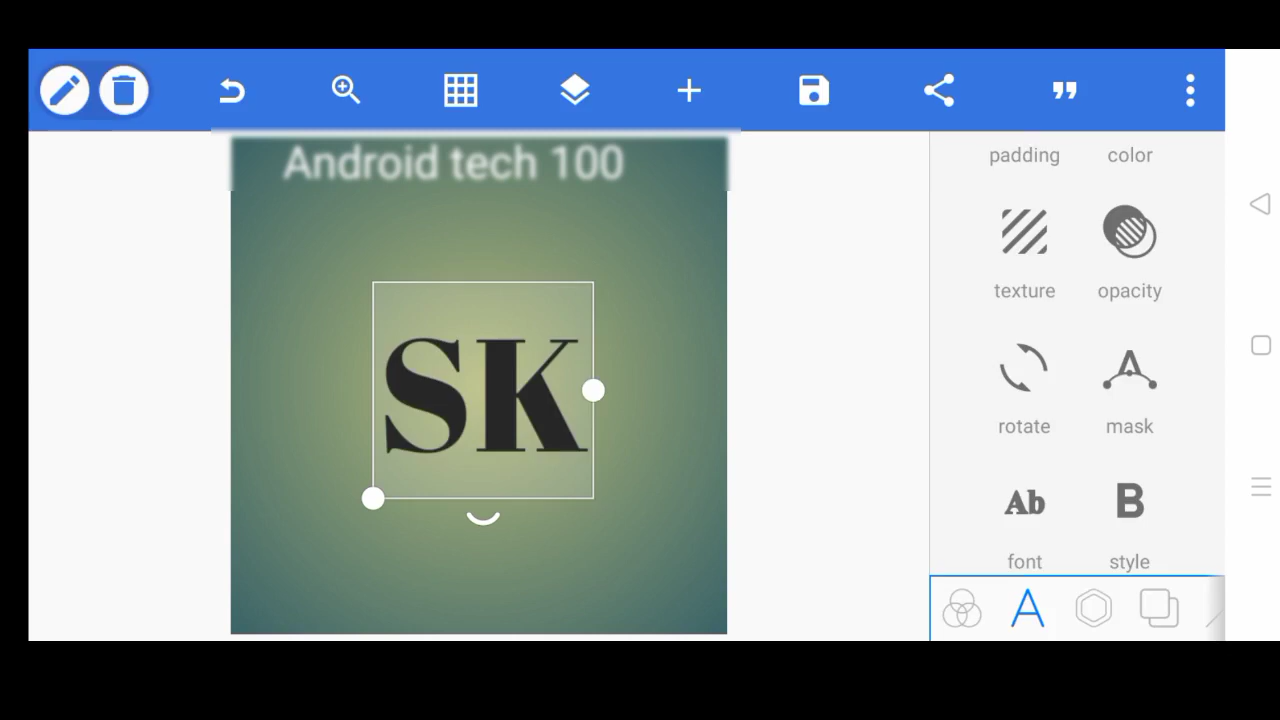 Android tech 100
padding color
texture opacity
SK
rotate mask
Ab B
font style
A